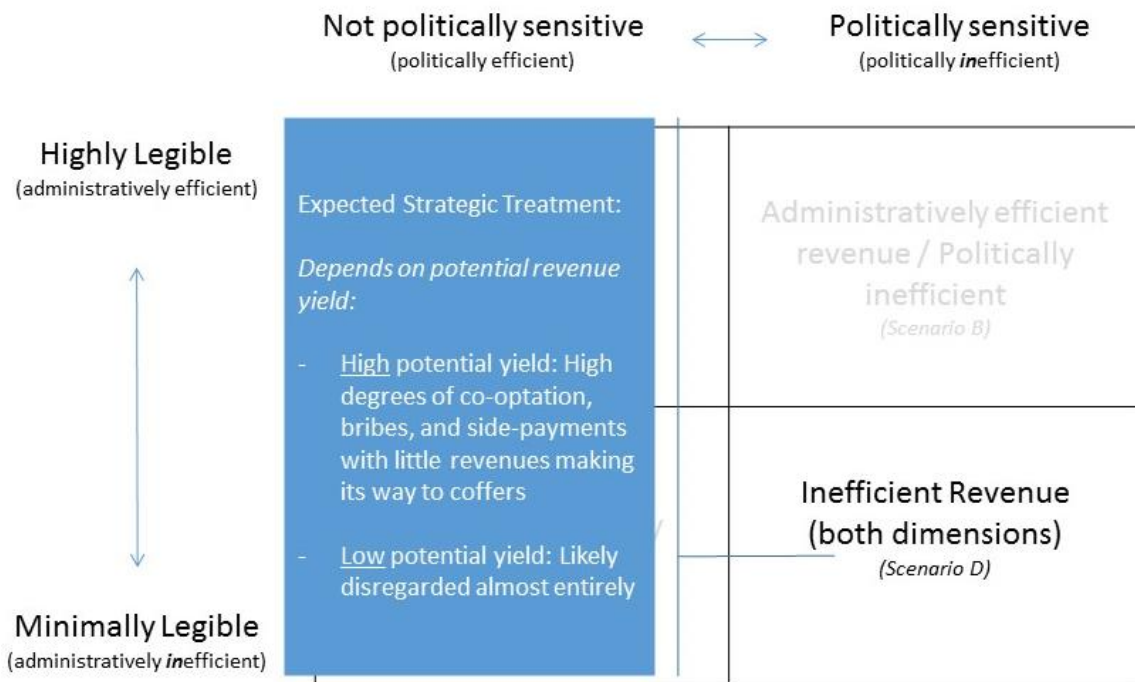 Not politically sensitive
(politically efficient)
Politically sensitive
(politically inefficient)
Highly Legible
(administratively efficient)
Expected Strategic Treatment:
Depends on potential revenue
yield:
- High potential yield: High
degrees of co-optation,
bribes, and side-payments
with little revenues making
its way to coffers
- Low potential yield: Likely
disregarded almost entirely
Administratively efficient
revenue / Politically
inefficient
(Scenario B)
Inefficient Revenue
(both dimensions)
(Scenario D)
Minimally Legible
(administratively inefficient)